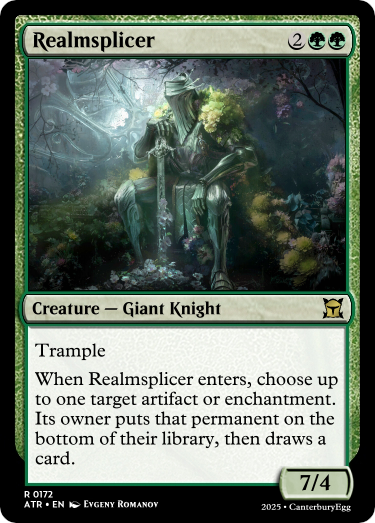 Realmsplicer 2
Creature — Giant Knight
Trample
When Realmsplicer enters, choose up
to one target artifact or enchantment.
Its owner puts that permanent on the
bottom of their library, then draws a
card.
7/4
R 0172
ATR • EN Evgeny Romanov
2025 • CanterburyEgg